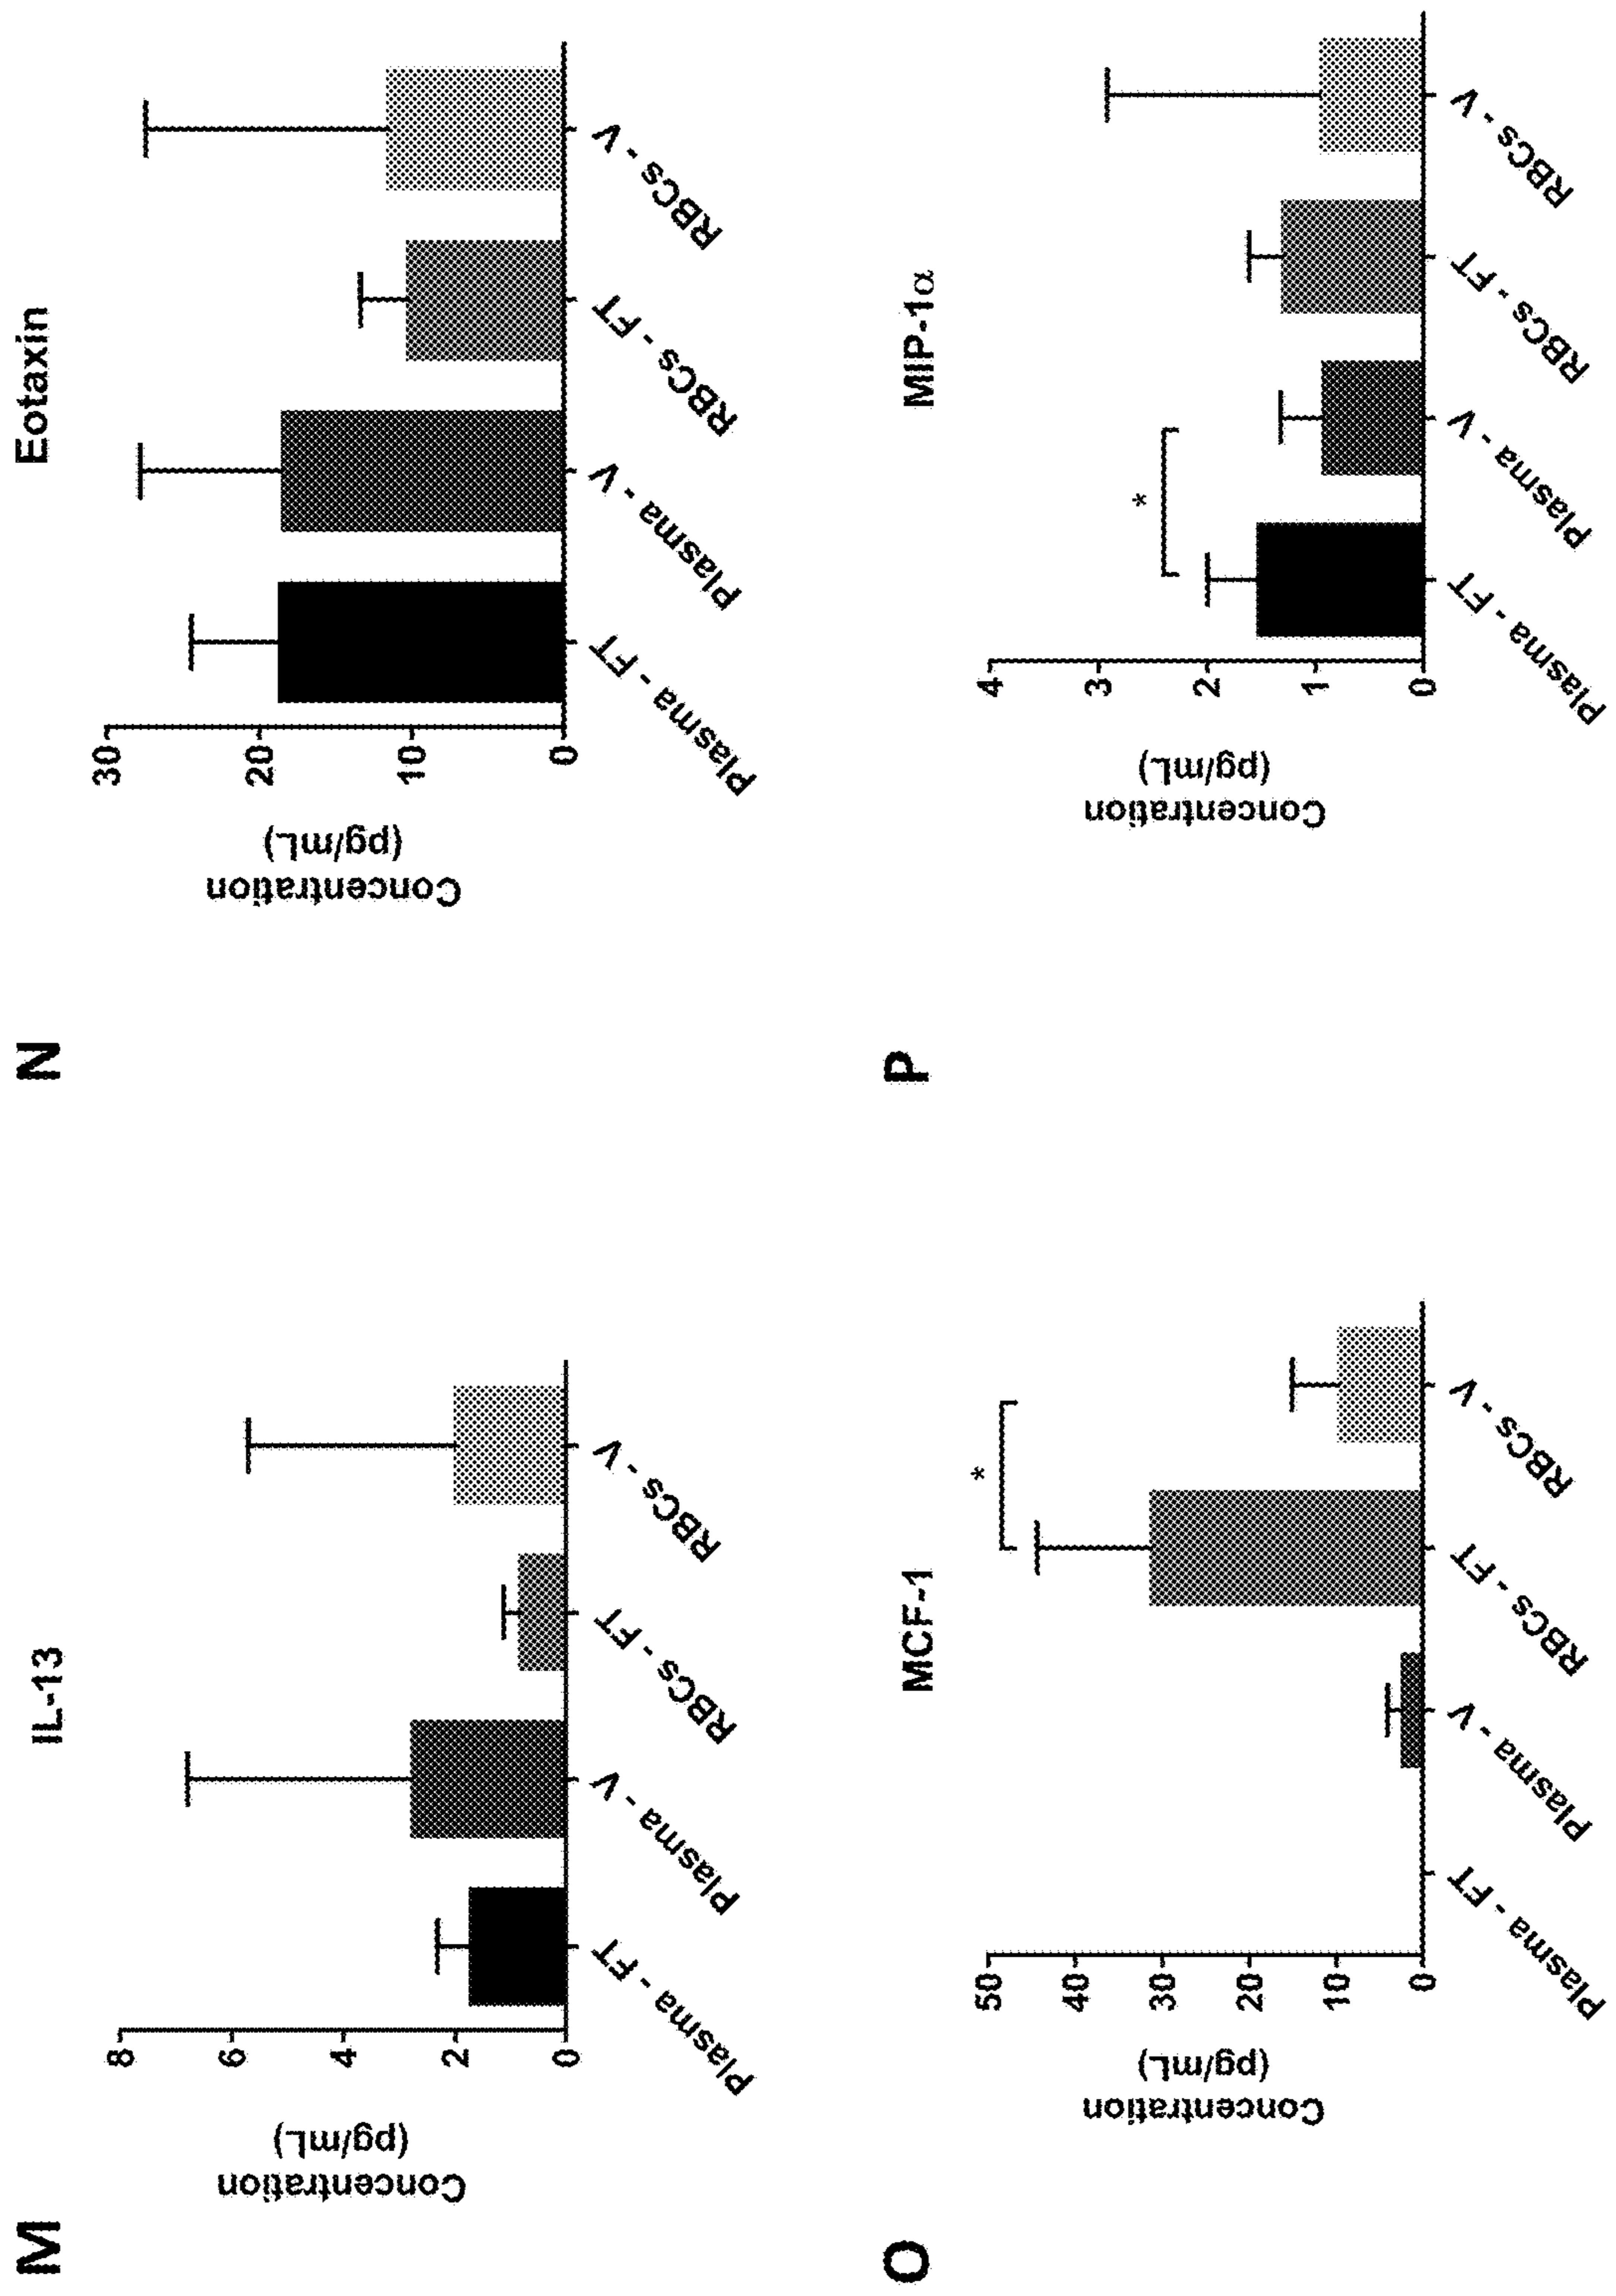 M
IL-13
Concentration
(pg/mL)
8
6
4
2
0
Plasma - FT
Plasma - V
RBCs - FT
RBCs - V
N
Eotaxin
Concentration
(pg/mL)
30
20
10
0
Plasma - FT
Plasma - V
RBCs - FT
RBCs - V
O
MCF-1
Concentration
(pg/mL)
50
40
30
20
10
0
*
Plasma - FT
Plasma - V
RBCs - FT
RBCs - V
P
MIP-1α
Concentration
(pg/mL)
4
3
2
1
0
*
Plasma - FT
Plasma - V
RBCs - FT
RBCs - V